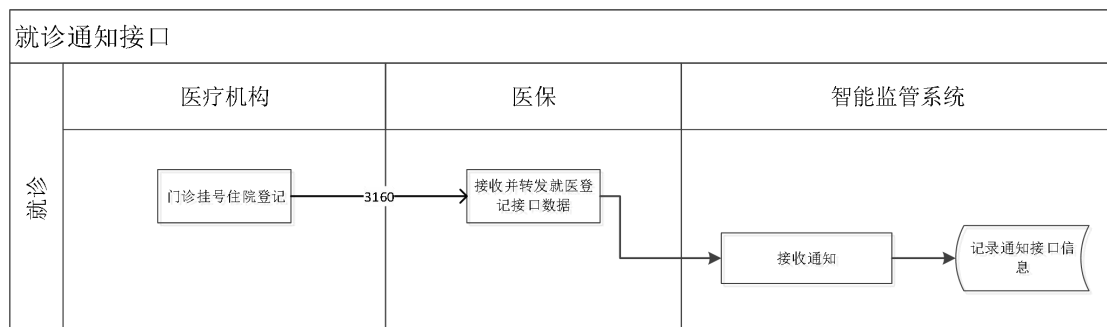 就诊通知接口
医疗机构
医保
智能监管系统
就诊
门诊挂号住院登记
3160
接收并转发就医登
记接口数据
接收通知
记录通知接口信
息